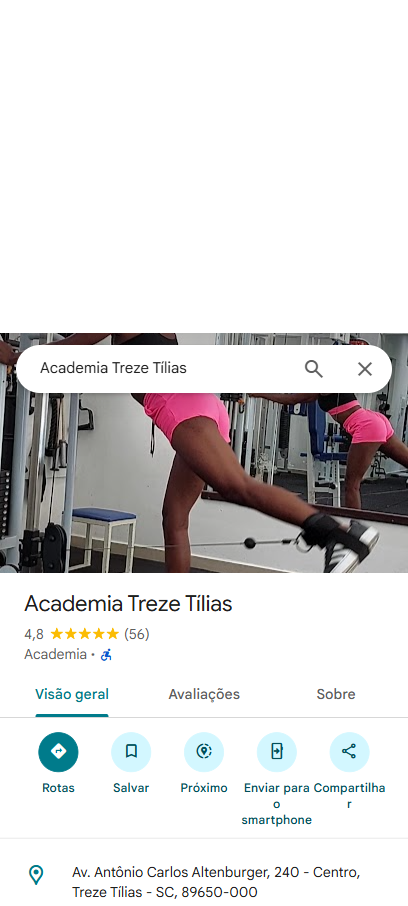 Academia Treze Tílias
Academia Treze Tílias
4,8 (56)
Academia ·
Visão geral Avaliações Sobre
Rotas Salvar Próximo Enviar para o smartphone Compartilhar
Av. Antônio Carlos Altenburger, 240 - Centro,
Treze Tílias - SC, 89650-000